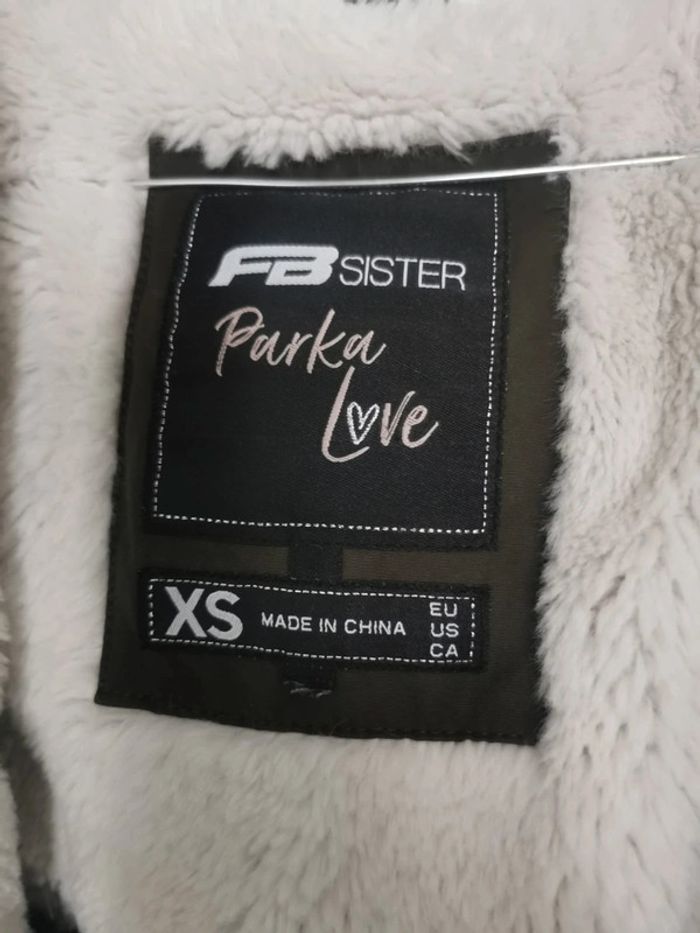 FB SISTER
Parka
Love
XS MADE IN CHINA EU
US
CA